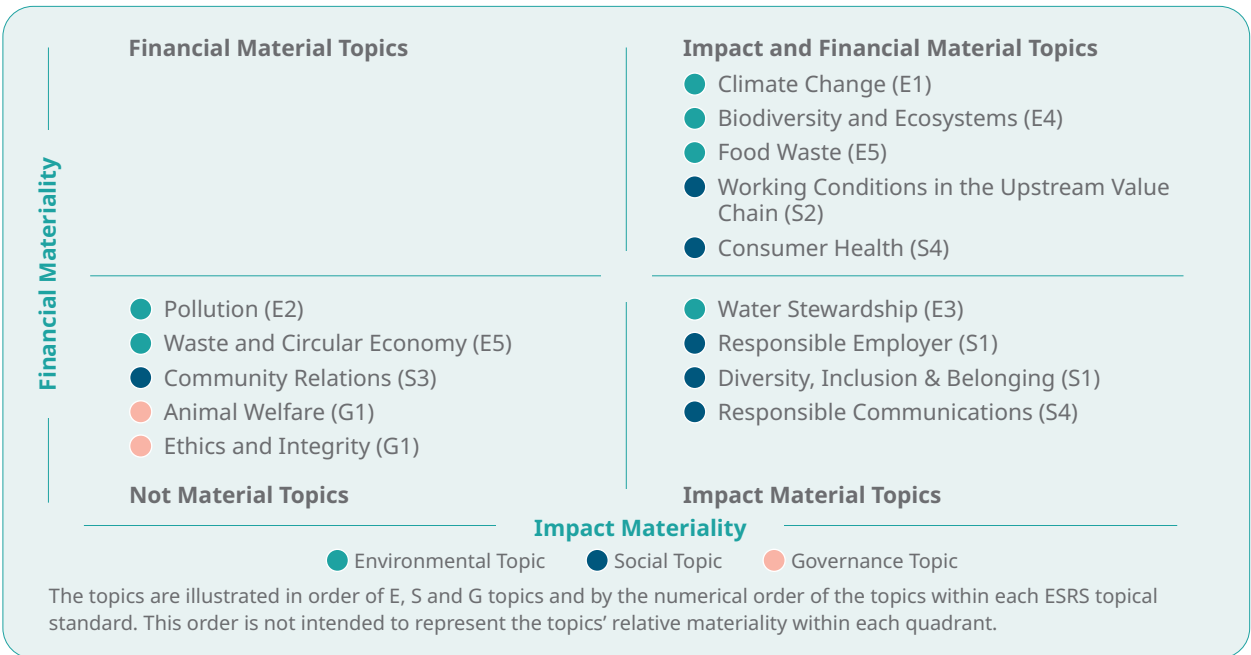 Financial Material Topics
Impact and Financial Material Topics
Climate Change (E1)
Biodiversity and Ecosystems (E4)
Food Waste (E5)
Working Conditions in the Upstream Value
Chain (S2)
Consumer Health (S4)
Financial Materiality
Pollution (E2)
Waste and Circular Economy (E5)
Community Relations (S3)
Animal Welfare (G1)
Ethics and Integrity (G1)
Not Material Topics
Water Stewardship (E3)
Responsible Employer (S1)
Diversity, Inclusion & Belonging (S1)
Responsible Communications (S4)
Impact Material Topics
Impact Materiality
Environmental Topic
Social Topic
Governance Topic
The topics are illustrated in order of E, S and G topics and by the numerical order of the topics within each ESRS topical
standard. This order is not intended to represent the topics’ relative materiality within each quadrant.